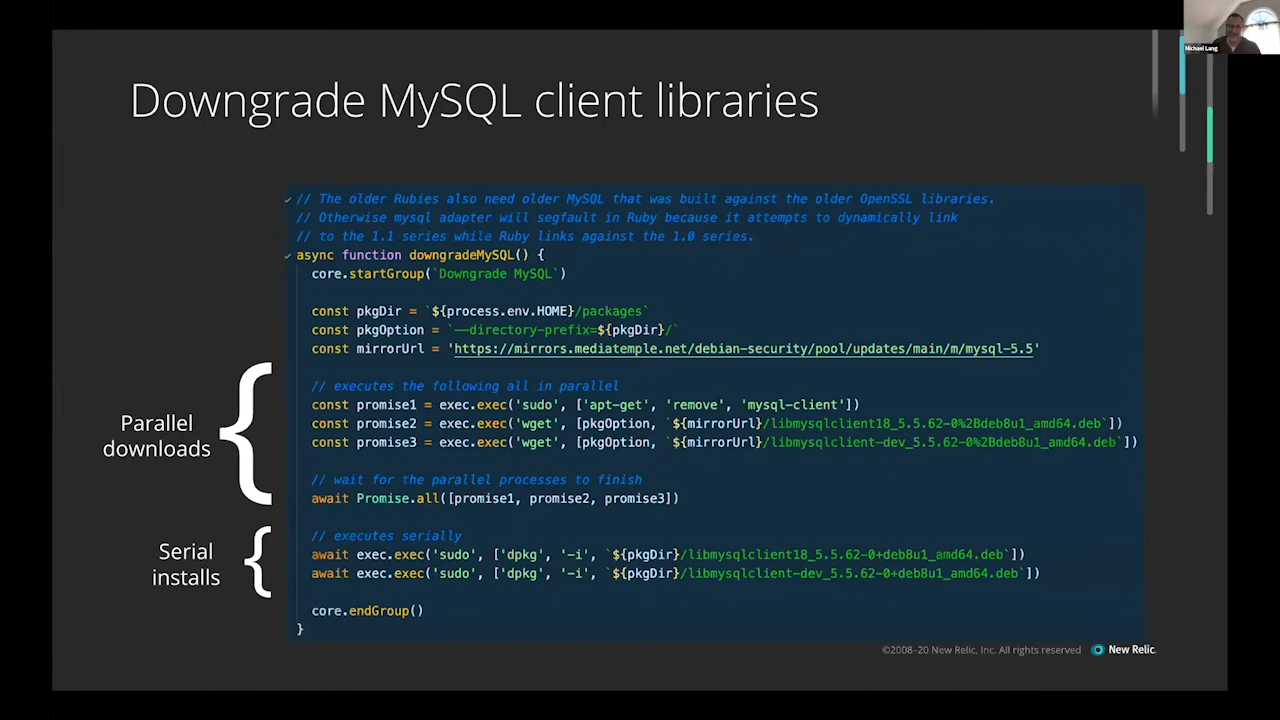 Michael Lang
Downgrade MySQL client libraries
// The older Rubies also need older MySQL that was built against the older OpenSSL libraries.
// Otherwise mysql adapter will segfault in Ruby because it attempts to dynamically link
// to the 1.1 series while Ruby links against the 1.0 series.
async function downgradeMySQL() {
core.startGroup(`Downgrade MySQL`)
const pkgDir = `${process.env.HOME}/packages`
const pkgOption = `--directory-prefix=${pkgDir}/`
const mirrorUrl = 'https://mirrors.mediatemple.net/debian-security/pool/updates/main/m/mysql-5.5'
Parallel
downloads
// executes the following all in parallel
const promise1 = exec.exec('sudo', ['apt-get', 'remove', 'mysql-client'])
const promise2 = exec.exec('wget', [pkgOption, `${mirrorUrl}/libmysqlclient18_5.5.62-0%2Bdeb8u1_amd64.deb`])
const promise3 = exec.exec('wget', [pkgOption, `${mirrorUrl}/libmysqlclient-dev_5.5.62-0%2Bdeb8u1_amd64.deb`])
// wait for the parallel processes to finish
await Promise.all([promise1, promise2, promise3])
Serial
installs
// executes serially
await exec.exec('sudo', ['dpkg', '-i', `${pkgDir}/libmysqlclient18_5.5.62-0+deb8u1_amd64.deb`])
await exec.exec('sudo', ['dpkg', '-i', `${pkgDir}/libmysqlclient-dev_5.5.62-0+deb8u1_amd64.deb`])
core.endGroup()
}
©2008–20 New Relic, Inc. All rights reserved
New Relic.